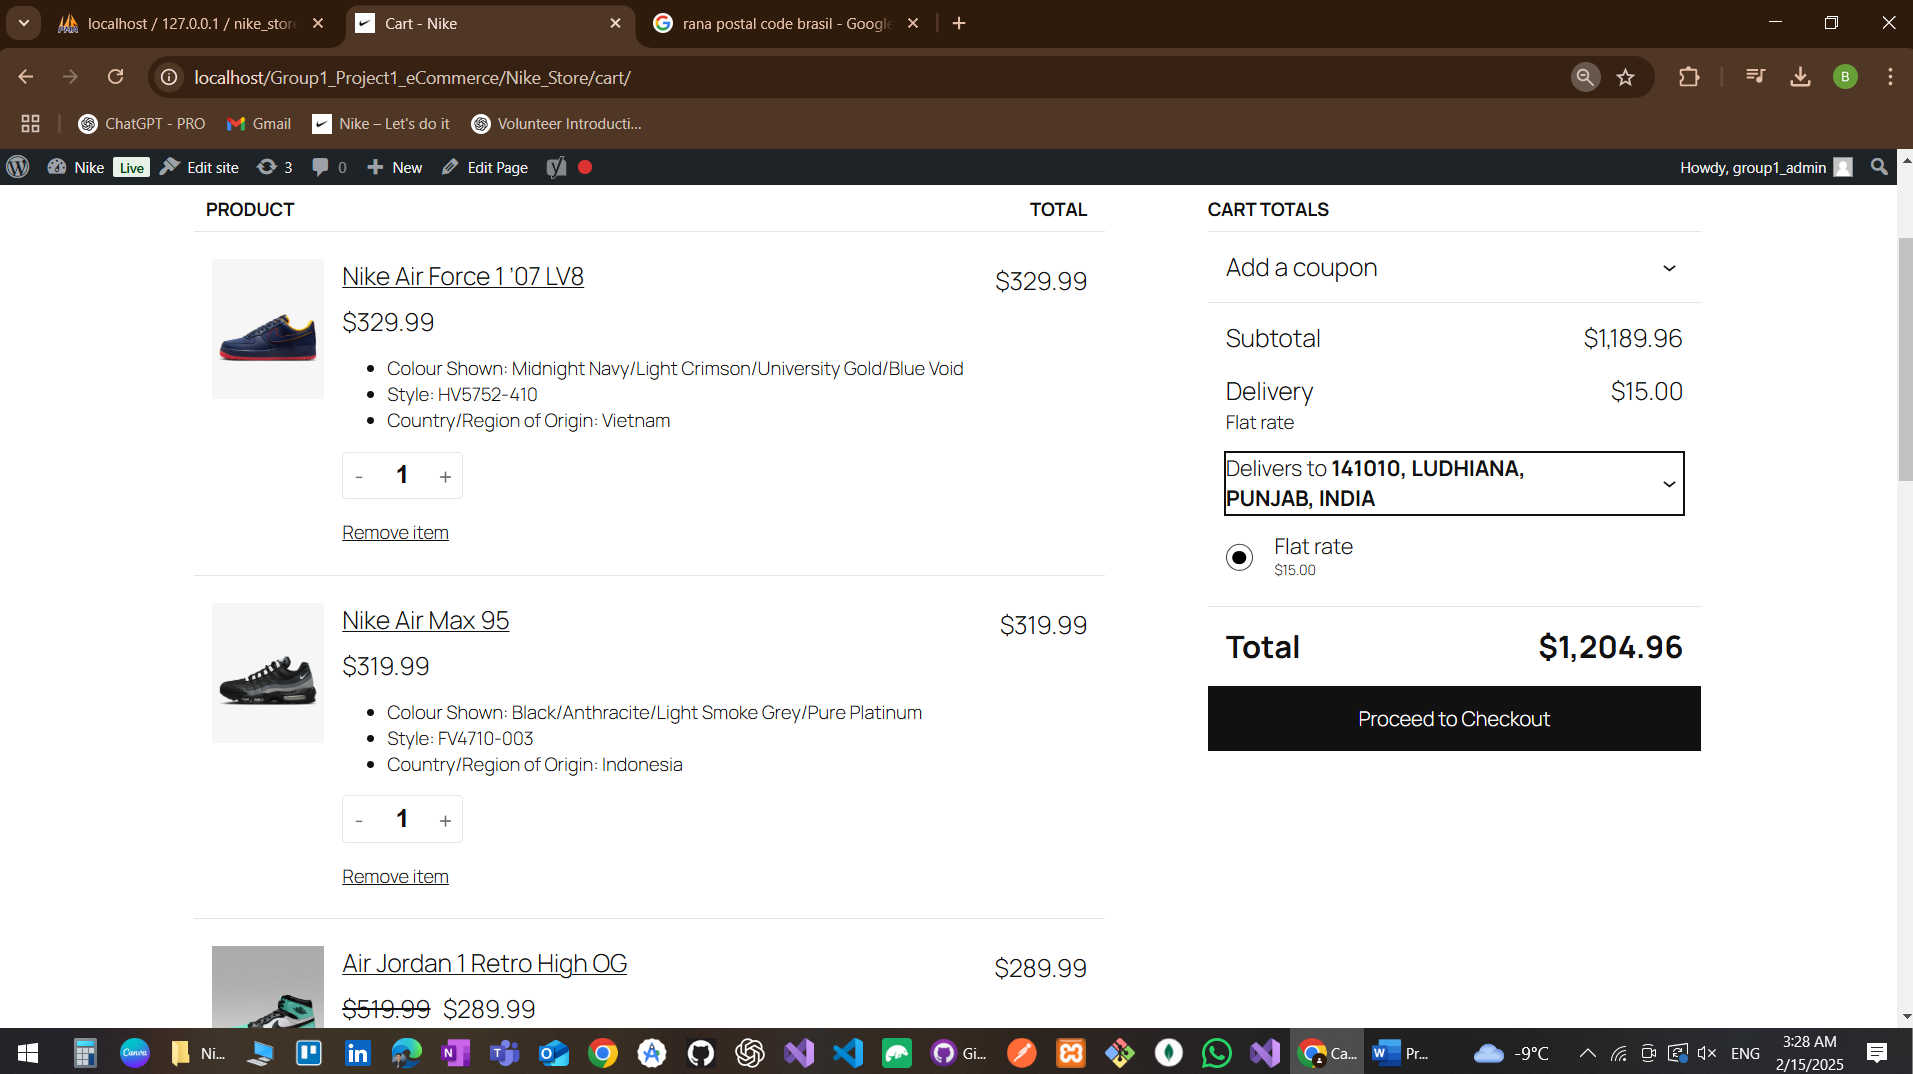 localhost / 127.0.0.1 / nike_stor
Cart - Nike
rana postal code brasil - Google
localhost/Group1_Project1_eCommerce/Nike_Store/cart/
B
ChatGPT - PRO
Gmail
Nike – Let's do it
Volunteer Introducti...
Nike
Live
Edit site
3
0
New
Edit Page
Howdy, group1_admin
PRODUCT
TOTAL
Nike Air Force 1 ’07 LV8
$329.99
$329.99
Colour Shown: Midnight Navy/Light Crimson/University Gold/Blue Void
Style: HV5752-410
Country/Region of Origin: Vietnam
- 1 +
Remove item
Nike Air Max 95
$319.99
$319.99
Colour Shown: Black/Anthracite/Light Smoke Grey/Pure Platinum
Style: FV4710-003
Country/Region of Origin: Indonesia
- 1 +
Remove item
Air Jordan 1 Retro High OG
$289.99
$519.99 $289.99
CART TOTALS
Add a coupon
Subtotal
$1,189.96
Delivery
$15.00
Flat rate
Delivers to 141010, LUDHIANA,
PUNJAB, INDIA
Flat rate
$15.00
Total
$1,204.96
Proceed to Checkout
Canva
Ni...
Gi...
Ca...
Pr...
-9°C
ENG
3:28 AM
2/15/2025